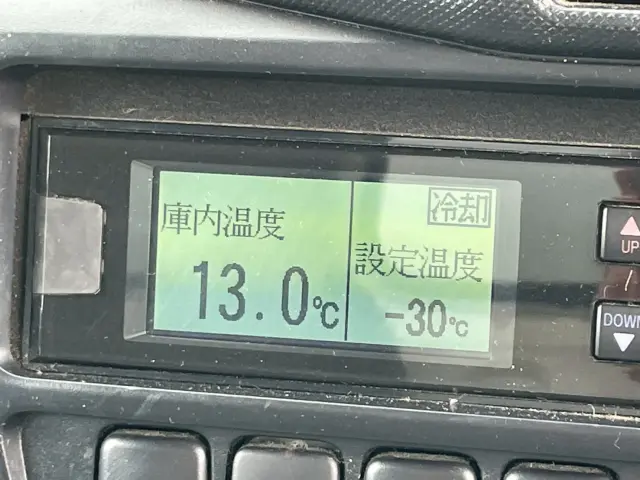 庫内温度
13.0℃
冷却
設定温度
-30℃
UP
DOWN